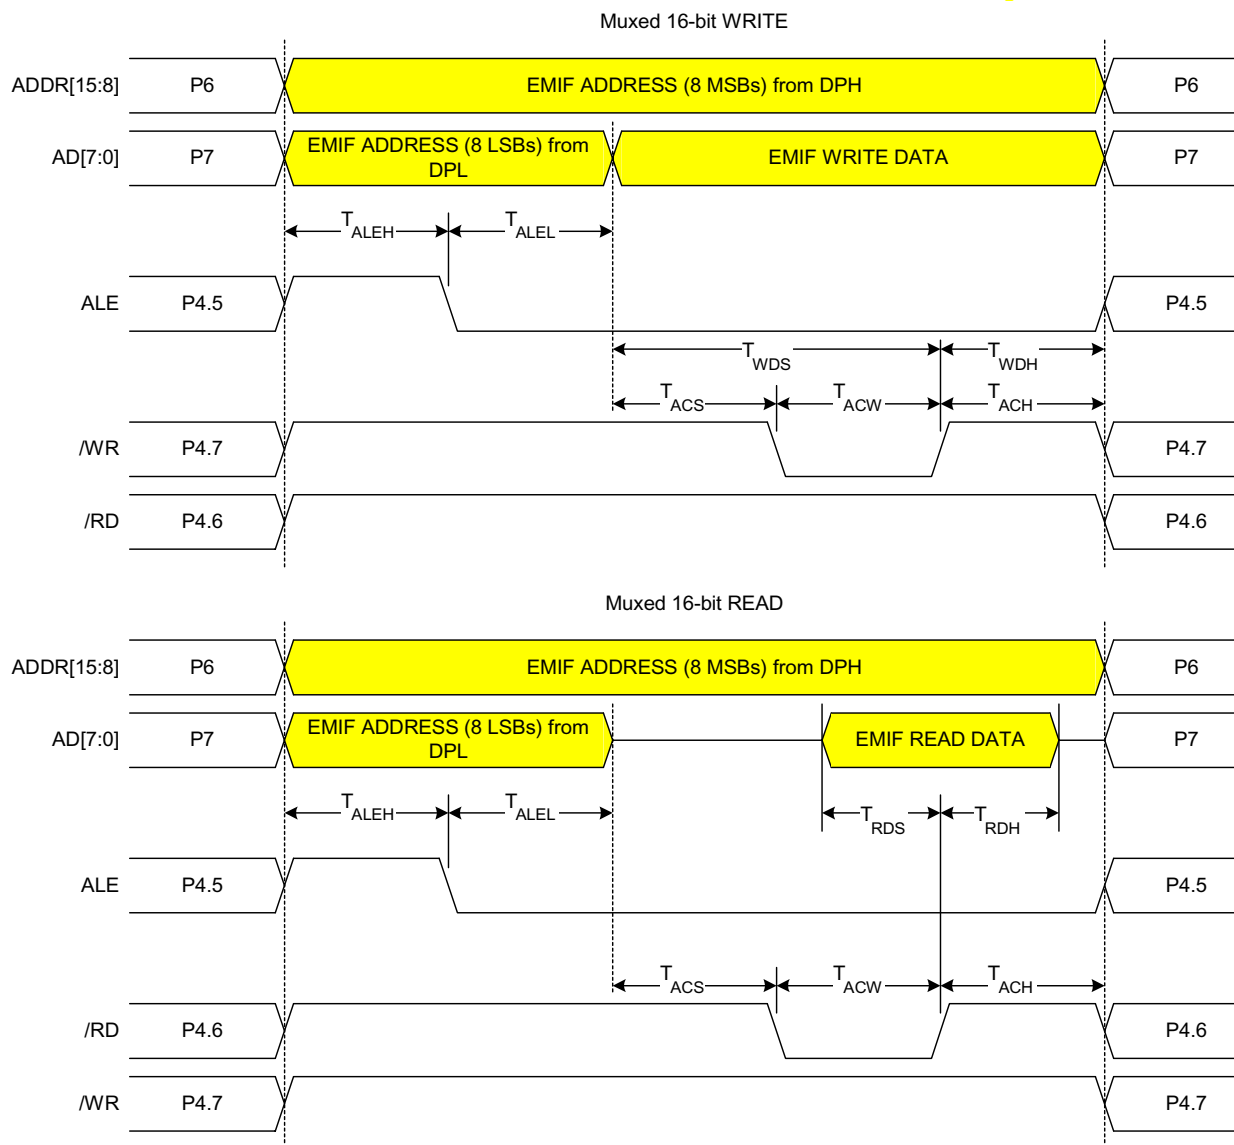 Muxed 16-bit WRITE
ADDR[15:8] P6 EMIF ADDRESS (8 MSBs) from DPH P6
AD[7:0] P7 EMIF ADDRESS (8 LSBs) from DPL EMIF WRITE DATA P7
TALEH TALEL
ALE P4.5 P4.5
TWDS TWDH
TACS TACW TACH
/WR P4.7 P4.7
/RD P4.6 P4.6
Muxed 16-bit READ
ADDR[15:8] P6 EMIF ADDRESS (8 MSBs) from DPH P6
AD[7:0] P7 EMIF ADDRESS (8 LSBs) from DPL EMIF READ DATA P7
TALEH TALEL TRDS TRDH
ALE P4.5 P4.5
TACS TACW TACH
/RD P4.6 P4.6
/WR P4.7 P4.7